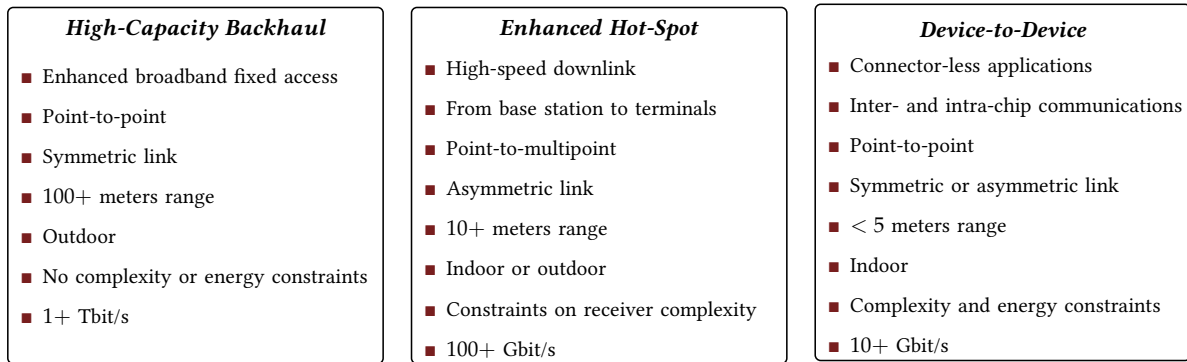 High-Capacity Backhaul
■ Enhanced broadband fixed access
■ Point-to-point
■ Symmetric link
■ 100+ meters range
■ Outdoor
■ No complexity or energy constraints
■ 1+ Tbit/s
Enhanced Hot-Spot
■ High-speed downlink
■ From base station to terminals
■ Point-to-multipoint
■ Asymmetric link
■ 10+ meters range
■ Indoor or outdoor
■ Constraints on receiver complexity
■ 100+ Gbit/s
Device-to-Device
■ Connector-less applications
■ Inter- and intra-chip communications
■ Point-to-point
■ Symmetric or asymmetric link
■ < 5 meters range
■ Indoor
■ Complexity and energy constraints
■ 10+ Gbit/s